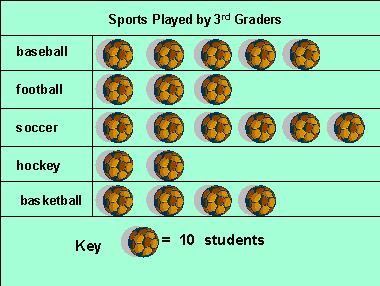 Sports Played by 3rd Graders
baseball
football
soccer
hockey
basketball
Key = 10 students